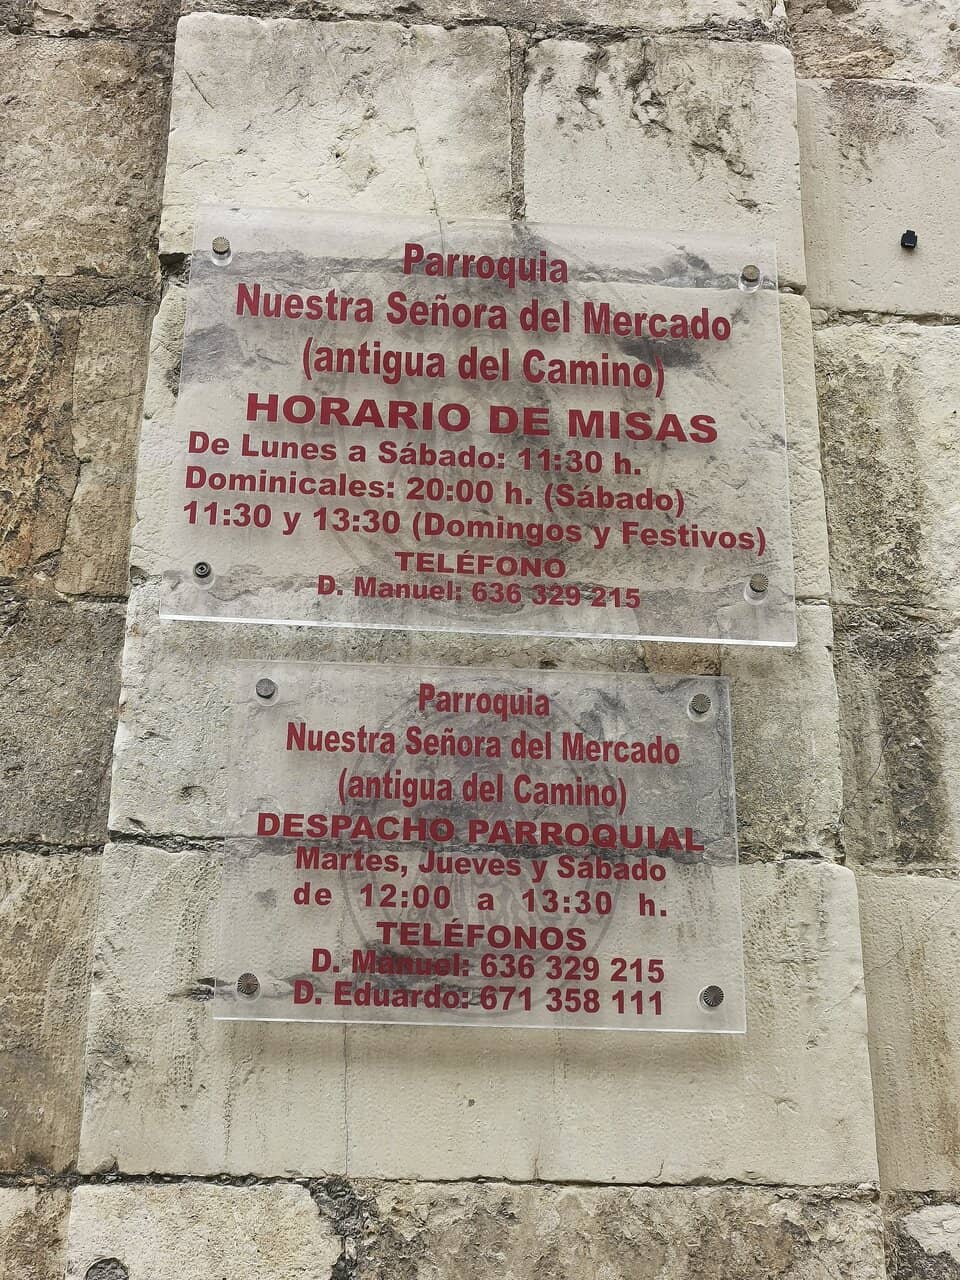 Parroquia
Nuestra Señora del Mercado
(antigua del Camino)
HORARIO DE MISAS
De Lunes a Sábado: 11:30 h.
Dominicales: 20:00 h. (Sábado)
11:30 y 13:30 (Domingos y Festivos)
TELÉFONO
D. Manuel: 636 329 215
Parroquia
Nuestra Señora del Mercado
(antigua del Camino)
DESPACHO PARROQUIAL
Martes, Jueves y Sábado
de 12:00 a 13:30 h.
TELÉFONOS
D. Manuel: 636 329 215
D. Eduardo: 671 358 111